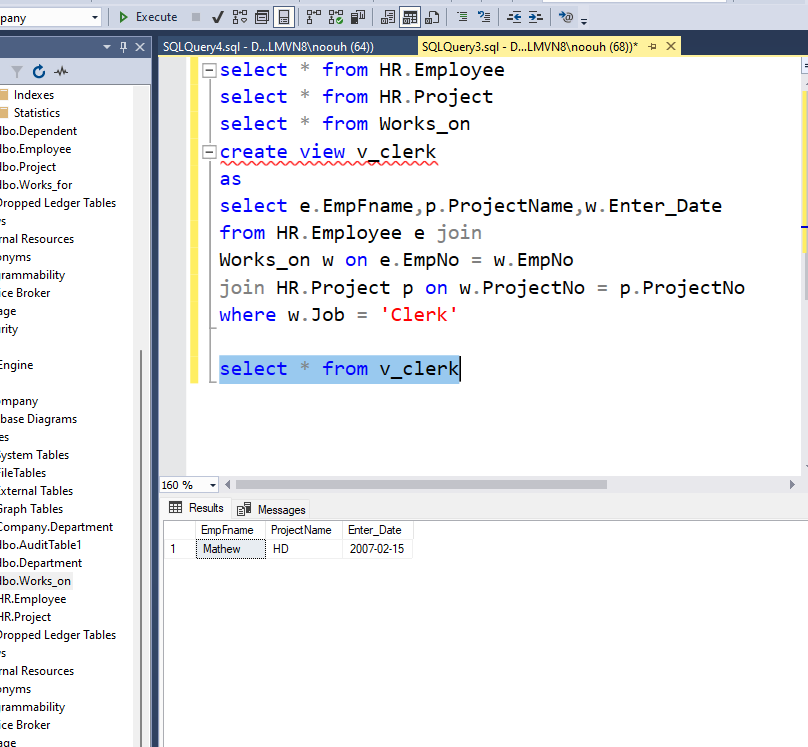 pany
Execute
SQLQuery4.sql - D...LMVN8\noouh (64))
SQLQuery3.sql - D...LMVN8\noouh (68))*
Indexes
Statistics
lbo.Dependent
lbo.Employee
lbo.Project
lbo.Works_for
Dropped Ledger Tables
s
rnal Resources
onyms
rammability
ice Broker
age
rity
Engine
ompany
base Diagrams
es
System Tables
FileTables
External Tables
Graph Tables
Company.Department
lbo.AuditTable1
lbo.Department
lbo.Works_on
HR.Employee
HR.Project
Dropped Ledger Tables
s
rnal Resources
onyms
rammability
ice Broker
age
select * from HR.Employee
select * from HR.Project
select * from Works_on
create view v_clerk
as
select e.EmpFname,p.ProjectName,w.Enter_Date
from HR.Employee e join
Works_on w on e.EmpNo = w.EmpNo
join HR.Project p on w.ProjectNo = p.ProjectNo
where w.Job = 'Clerk'
select * from v_clerk
160 %
Results Messages
EmpFname ProjectName Enter_Date
1 Mathew HD 2007-02-15